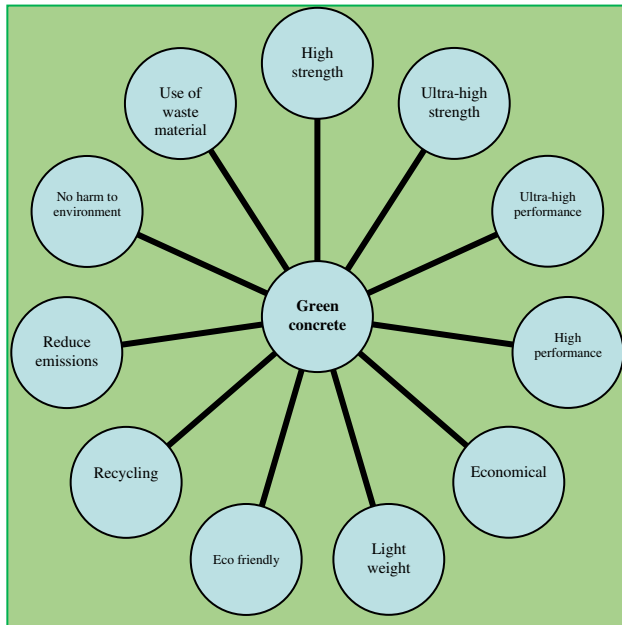 High
strength
Ultra-high
strength
Ultra-high
performance
High
performance
Economical
Light
weight
Eco friendly
Recycling
Reduce
emissions
No harm to
environment
Use of
waste
material
Green
concrete